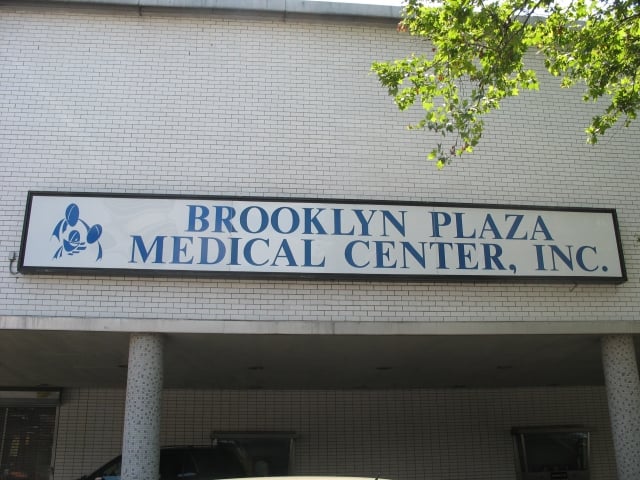 BROOKLYN PLAZA
MEDICAL CENTER, INC.